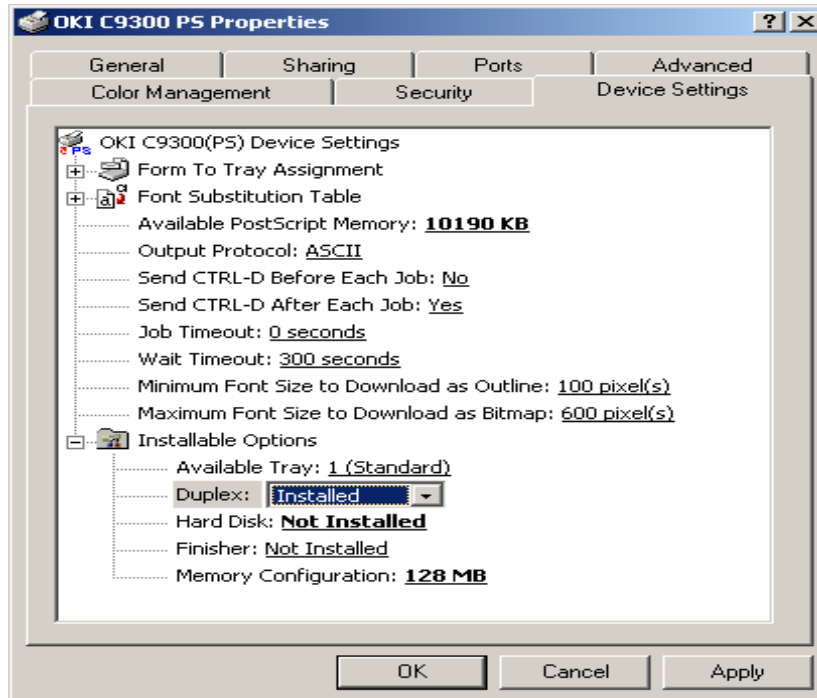 OKI C9300 PS Properties
General Sharing Ports Advanced
Color Management Security Device Settings
PS OKI C9300(PS) Device Settings
Form To Tray Assignment
a a Font Substitution Table
Available PostScript Memory: 10190 KB
Output Protocol: ASCII
Send CTRL-D Before Each Job: No
Send CTRL-D After Each Job: Yes
Job Timeout: 0 seconds
Wait Timeout: 300 seconds
Minimum Font Size to Download as Outline: 100 pixel(s)
Maximum Font Size to Download as Bitmap: 600 pixel(s)
Installable Options
Available Tray: 1 (Standard)
Duplex: Installed
Hard Disk: Not Installed
Finisher: Not Installed
Memory Configuration: 128 MB
OK Cancel Apply